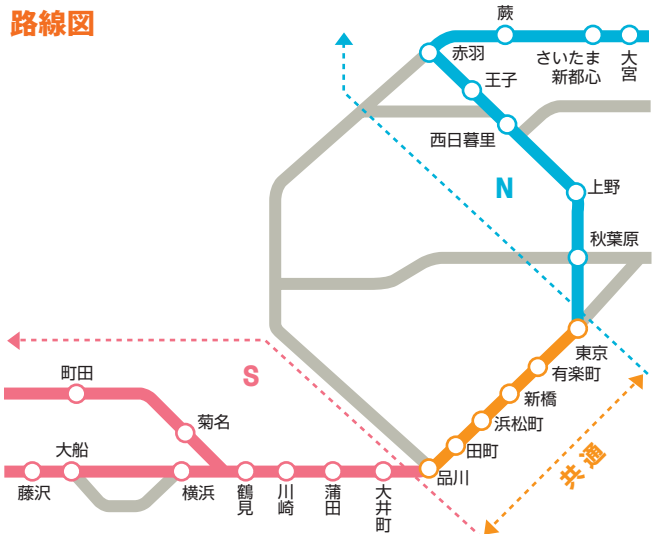 路線図
蕨
さいたま
新都心
大宮
赤羽
王子
西日暮里
N
上野
秋葉原
東京
有楽町
新橋
浜松町
田町
品川
共通
S
町田
菊名
大船
藤沢
横浜
鶴見
川崎
蒲田
大井町